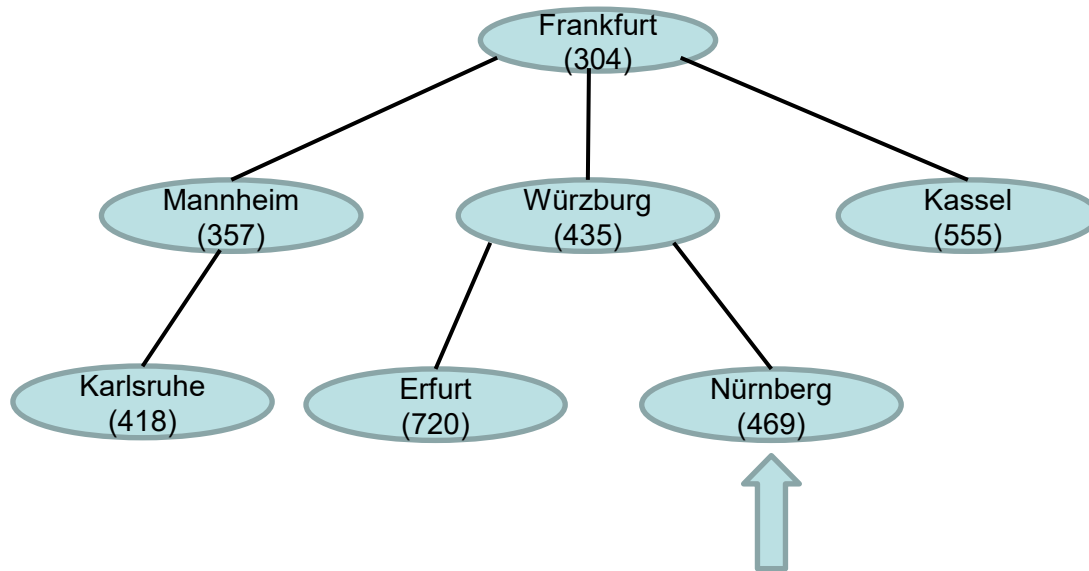 Frankfurt
(304)
Mannheim
(357)
Würzburg
(435)
Kassel
(555)
Karlsruhe
(418)
Erfurt
(720)
Nürnberg
(469)